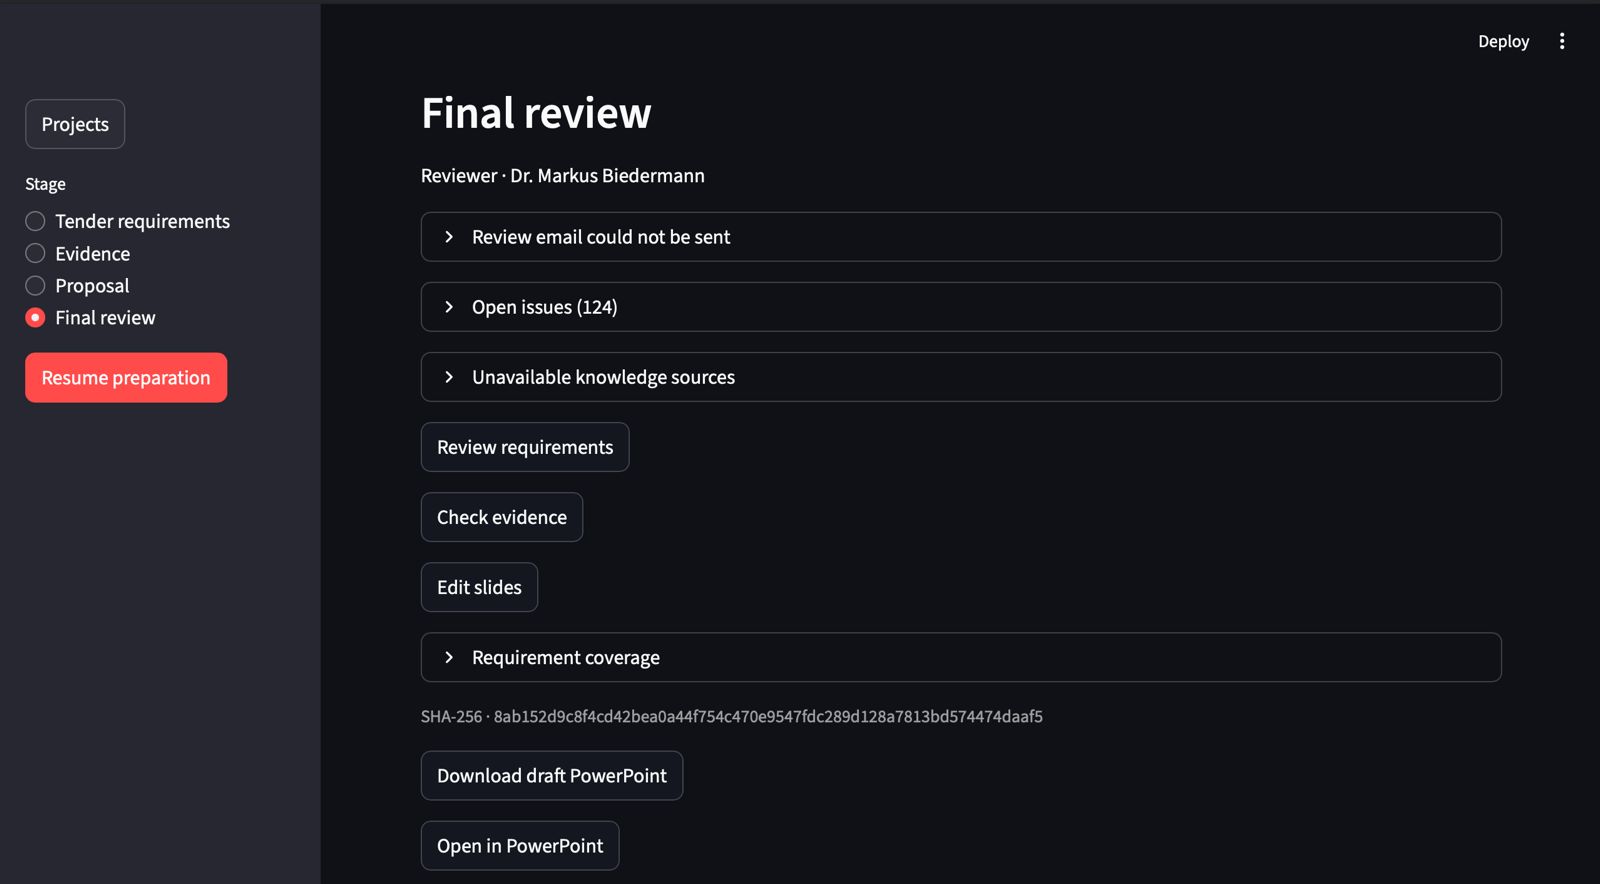 Deploy
Projects
Stage
Tender requirements
Evidence
Proposal
Final review
Resume preparation
Final review
Reviewer · Dr. Markus Biedermann
Review email could not be sent
Open issues (124)
Unavailable knowledge sources
Review requirements
Check evidence
Edit slides
Requirement coverage
SHA-256 · 8ab152d9c8f4cd42bea0a44f754c470e9547fdc289d128a7813bd574474daaf5
Download draft PowerPoint
Open in PowerPoint